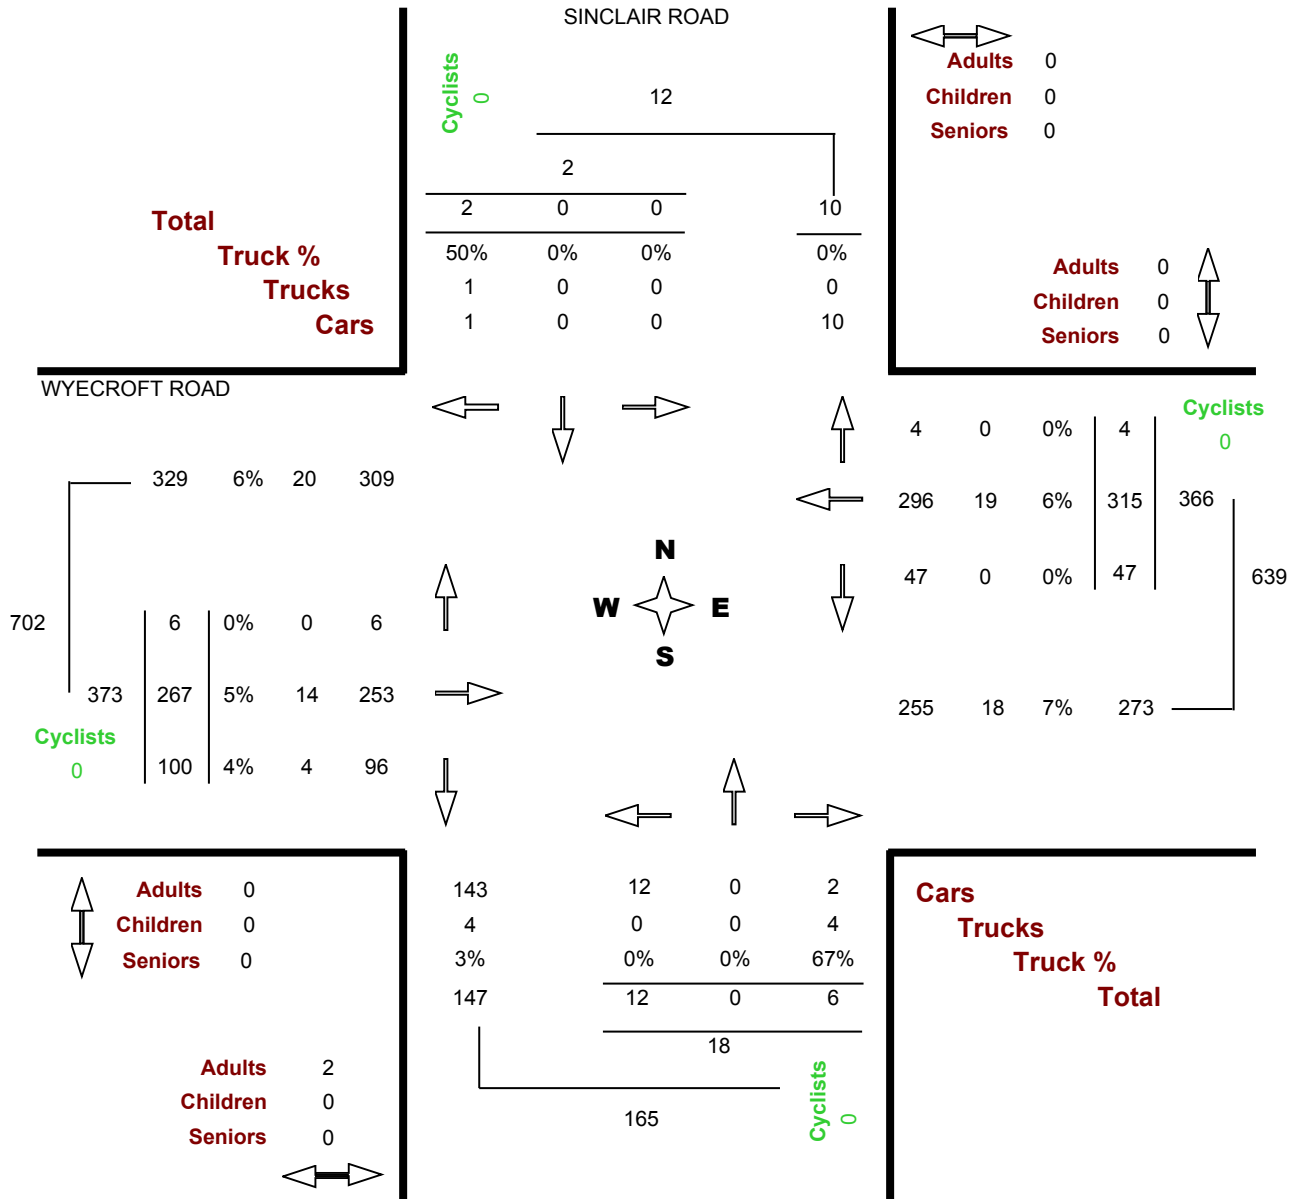 SINCLAIR ROAD
Cyclists
0
12
Adults 0
Children 0
Seniors 0
2
2 0 0 10
50% 0% 0% 0%
1 0 0 0
1 0 0 10
Total
Truck %
Trucks
Cars
Adults 0
Children 0
Seniors 0
WYECROFT ROAD
Cyclists
0
4 0 0% 4
329 6% 20 309
296 19 6% 315 366
47 0 0% 47
639
N
W E
S
702
6 0% 0 6
373 267 5% 14 253
100 4% 4 96
Cyclists
0
255 18 7% 273
Adults 0
Children 0
Seniors 0
143 12 0 2
4 0 0 4
3% 0% 0% 67%
147 12 0 6
18
Cars
Trucks
Truck %
Total
Adults 2
Children 0
Seniors 0
165
Cyclists
0